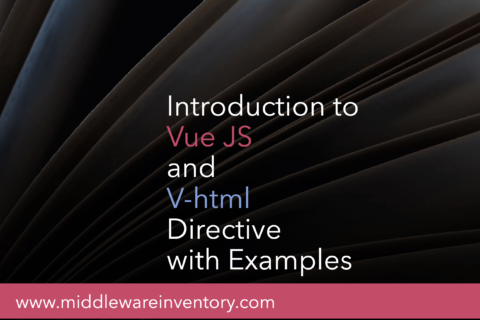 Introduction to
Vue JS
and
V-html
Directive
with Examples
www.middlewareinventory.com